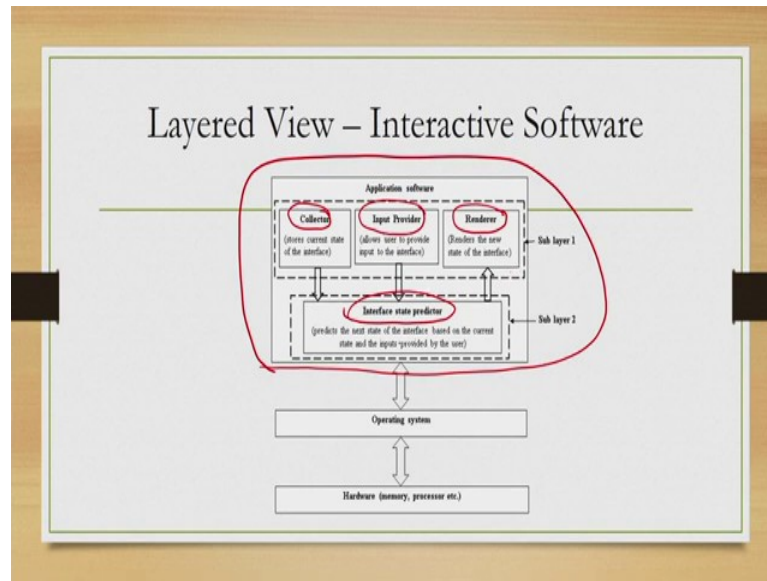 Layered View – Interactive Software
Application software
Collector
(stores current state
of the interface)
Input Provider
(allows user to provide
input to the interface)
Renderer
(Renders the new
state of the interface)
Sub layer 1
Interface state predictor
(predicts the next state of the interface based on the current
state and the inputs provided by the user)
Sub layer 2
Operating system
Hardware (memory, processor etc.)